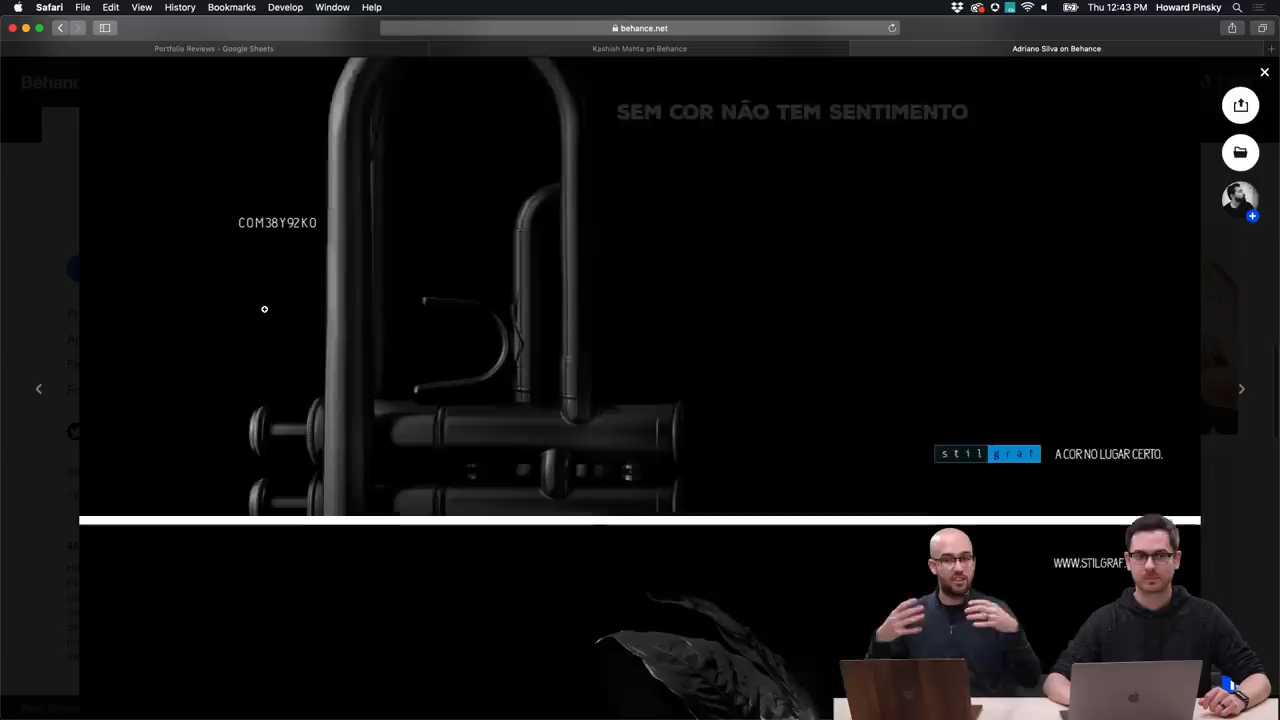 Safari File Edit View History Bookmarks Develop Window Help Thu 12:43 PM Howard Pinsky
behance.net
Portfolio Reviews - Google Sheets Kashish Mehta on Behance Adriano Silva on Behance
SEM COR NÃO TEM SENTIMENTO
COM38Y92K0
stilgraf A COR NO LUGAR CERTO.
WWW.STILGRAF.